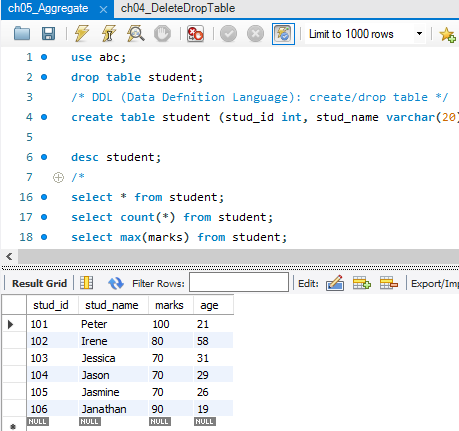 ch05_Aggregate × ch04_DeleteDropTable
Limit to 1000 rows
1 use abc;
2 drop table student;
3 /* DDL (Data Defnition Language): create/drop table */
4 create table student (stud_id int, stud_name varchar(20)
5
6 desc student;
7 /*
16 select * from student;
17 select count(*) from student;
18 select max(marks) from student;
Result Grid Filter Rows: Edit: Export/Imp
stud_id stud_name marks age
101 Peter 100 21
102 Irene 80 58
103 Jessica 70 31
104 Jason 70 29
105 Jasmine 70 26
106 Janathan 90 19
NULL NULL NULL NULL